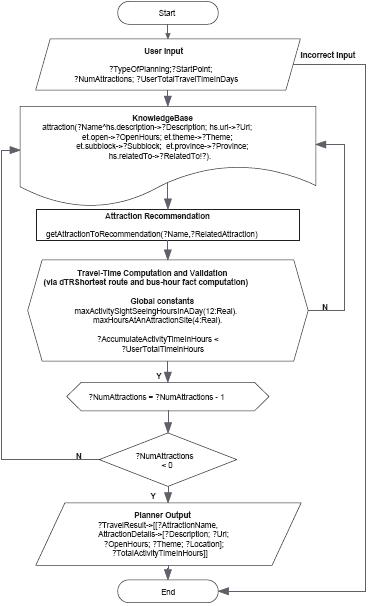 Start
User Input
Incorrect Input
?TypeOfPlanning;?StartPoint;
?NumAttractions; ?UserTotalTravelTimeInDays
KnowledgeBase
attraction(?Name^hs.description->?Description; hs.url->?Url;
et.open->?OpenHours; et.theme->?Theme;
et.subblock->?Subblock; et.province->?Province;
hs.relatedTo->?RelatedTo!?).
Attraction Recommendation
getAttractionToRecommendation(?Name,?RelatedAttraction)
Travel-Time Computation and Validation
(via dTRShortest route and bus-hour fact computation)
Global constants
maxActivitySightSeeingHoursInADay(12:Real).
maxHoursAtAnAttractionSite(4:Real).
?AccumulateActivityTimeInHours <
?UserTotalTimeInHours
N
Y
?NumAttractions = ?NumAttractions - 1
N
?NumAttractions
< 0
Y
Planner Output
?TravelResult->[[?AttractionName,
AttractionDetails->[?Description; ?Url;
?OpenHours; ?Theme; ?Location];
?TotalActivityTimeInHours]]
End